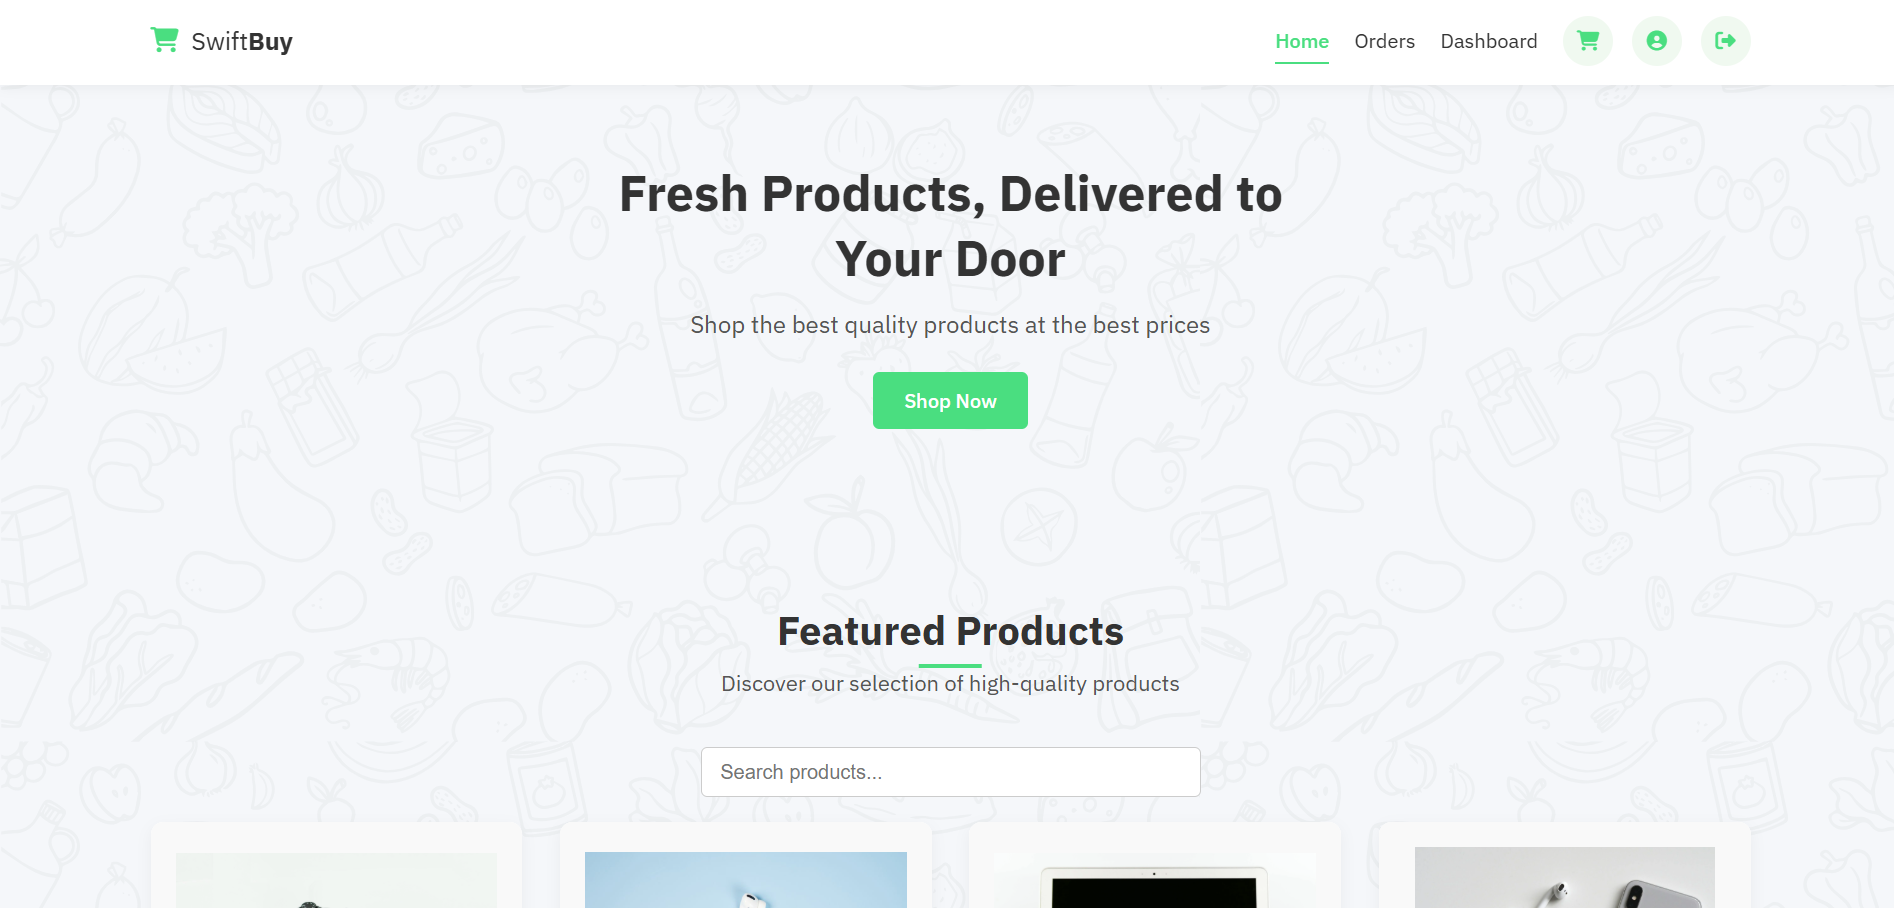 SwiftBuy
Home Orders Dashboard
Fresh Products, Delivered to
Your Door
Shop the best quality products at the best prices
Shop Now
Featured Products
Discover our selection of high-quality products
Search products...